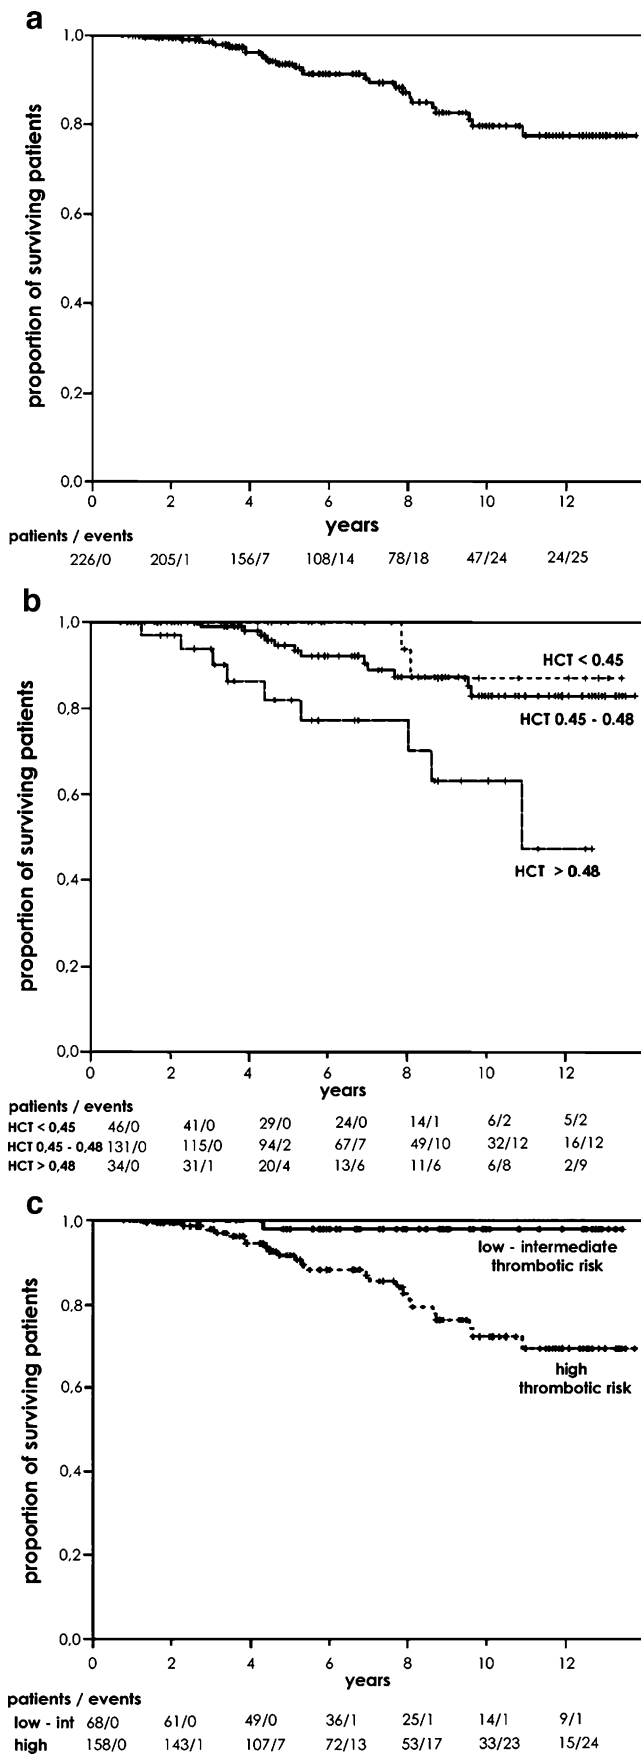 a
1,0
0,8
0,6
0,4
0,2
0,0
proportion of surviving patients
0 2 4 6 8 10 12
years
patients / events
226/0 205/1 156/7 108/14 78/18 47/24 24/25
b
1,0
0,8
0,6
0,4
0,2
0,0
proportion of surviving patients
HCT < 0.45
HCT 0.45 - 0.48
HCT > 0.48
0 2 4 6 8 10 12
years
patients / events
HCT < 0,45 46/0 41/0 29/0 24/0 14/1 6/2 5/2
HCT 0,45 - 0,48 131/0 115/0 94/2 67/7 49/10 32/12 16/12
HCT > 0,48 34/0 31/1 20/4 13/6 11/6 6/8 2/9
c
1,0
0,8
0,6
0,4
0,2
0,0
proportion of surviving patients
low - intermediate
thrombotic risk
high
thrombotic risk
0 2 4 6 8 10 12
years
patients / events
low - int 68/0 61/0 49/0 36/1 25/1 14/1 9/1
high 158/0 143/1 107/7 72/13 53/17 33/23 15/24